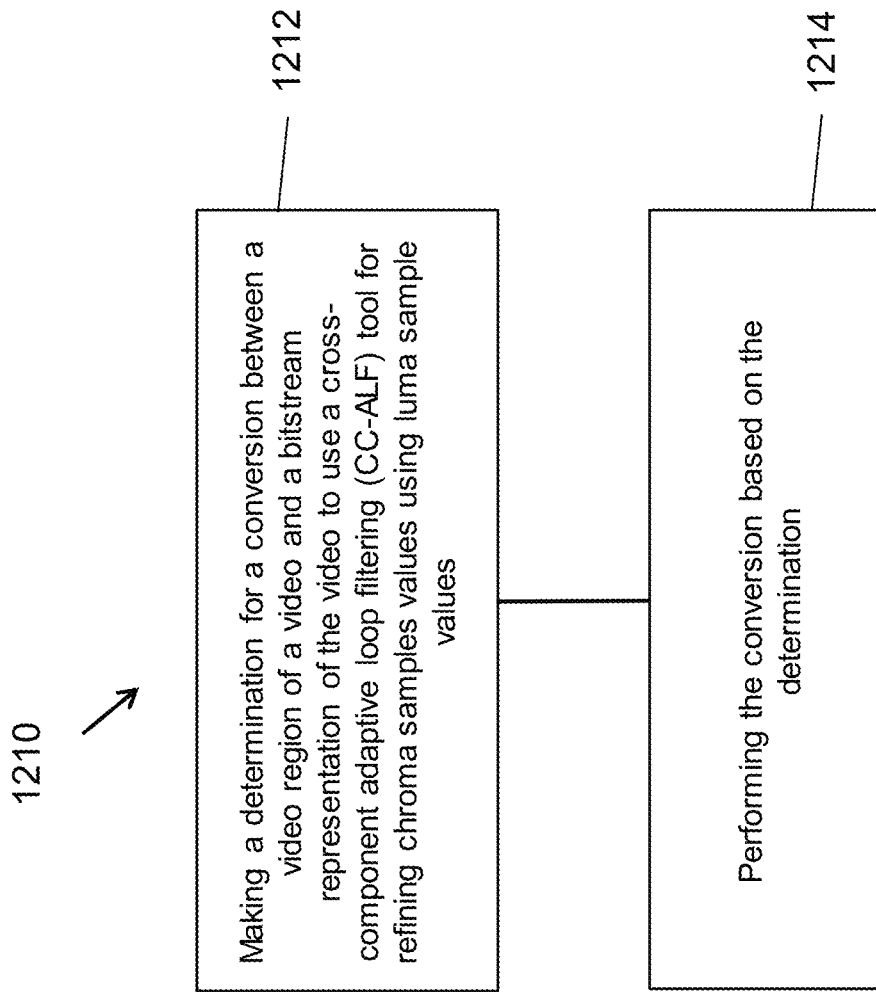 1210
Making a determination for a conversion between a
video region of a video and a bitstream
representation of the video to use a cross-
component adaptive loop filtering (CC-ALF) tool for
refining chroma samples values using luma sample
values
1212
Performing the conversion based on the
determination
1214